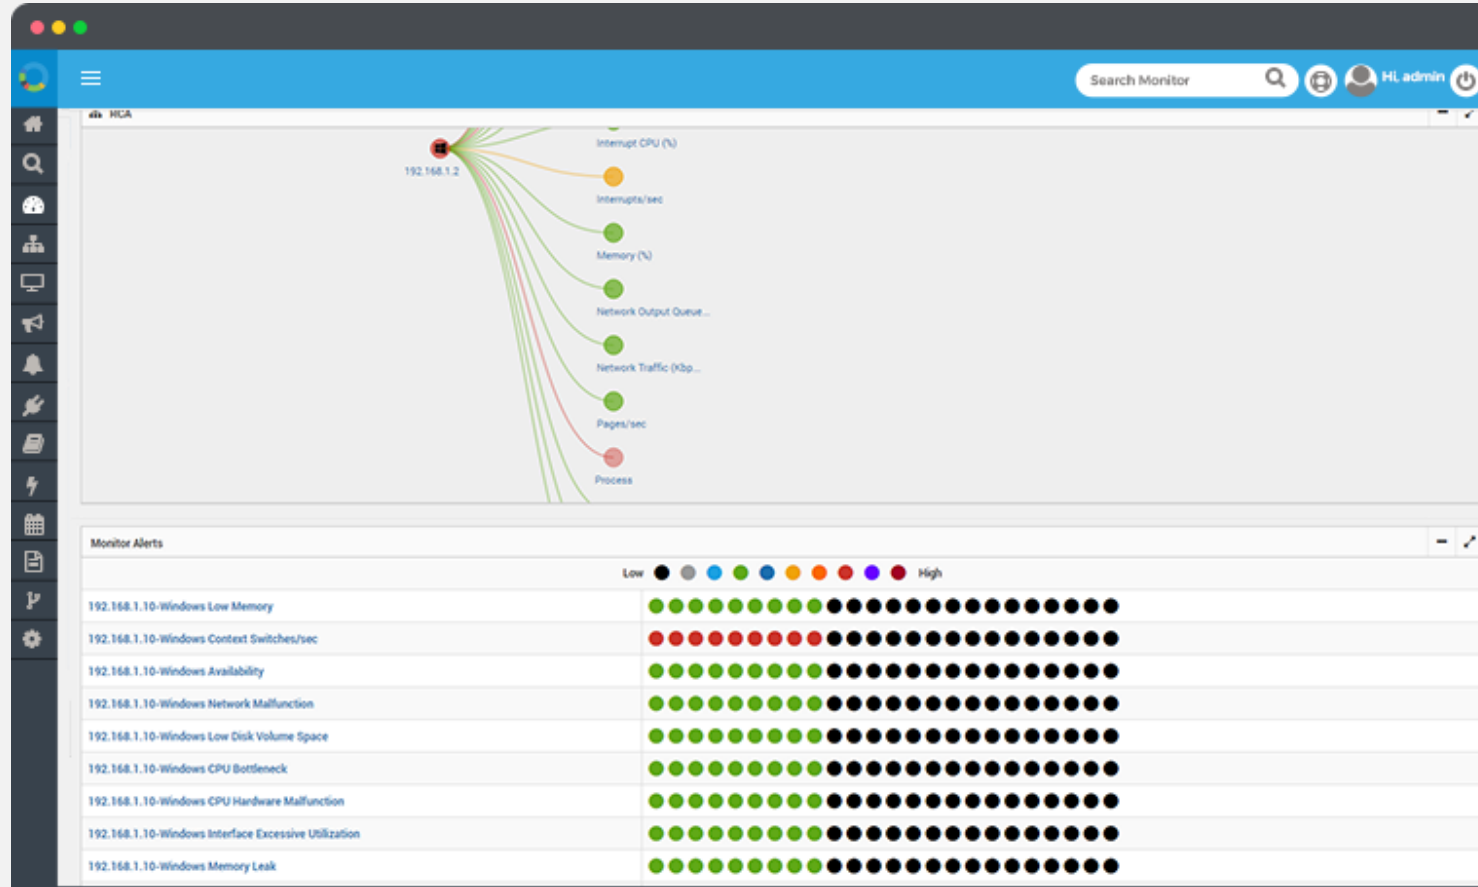 Search Monitor
Hi, admin
RCA
Interrupt CPU (%)
192.168.1.2
Interrupts/sec
Memory (%)
Network Output Queue...
Network Traffic (Kbp...
Pages/sec
Process
Monitor Alerts
Low High
192.168.1.10-Windows Low Memory
192.168.1.10-Windows Context Switches/sec
192.168.1.10-Windows Availability
192.168.1.10-Windows Network Malfunction
192.168.1.10-Windows Low Disk Volume Space
192.168.1.10-Windows CPU Bottleneck
192.168.1.10-Windows CPU Hardware Malfunction
192.168.1.10-Windows Interface Excessive Utilization
192.168.1.10-Windows Memory Leak